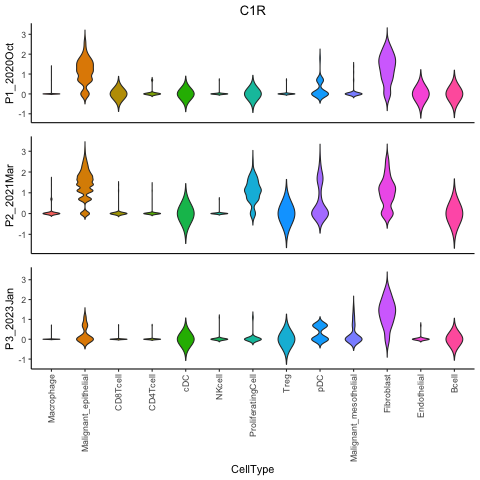 C1R
P1_2020Oct
3
2
1
0
-1
P2_2021Mar
3
2
1
0
-1
P3_2023Jan
3
2
1
0
-1
Macrophage
Malignant_epithelial
CD8Tcell
CD4Tcell
cDC
NKcell
ProliferatingCell
Treg
pDC
Malignant_mesothelial
Fibroblast
Endothelial
Bcell
CellType